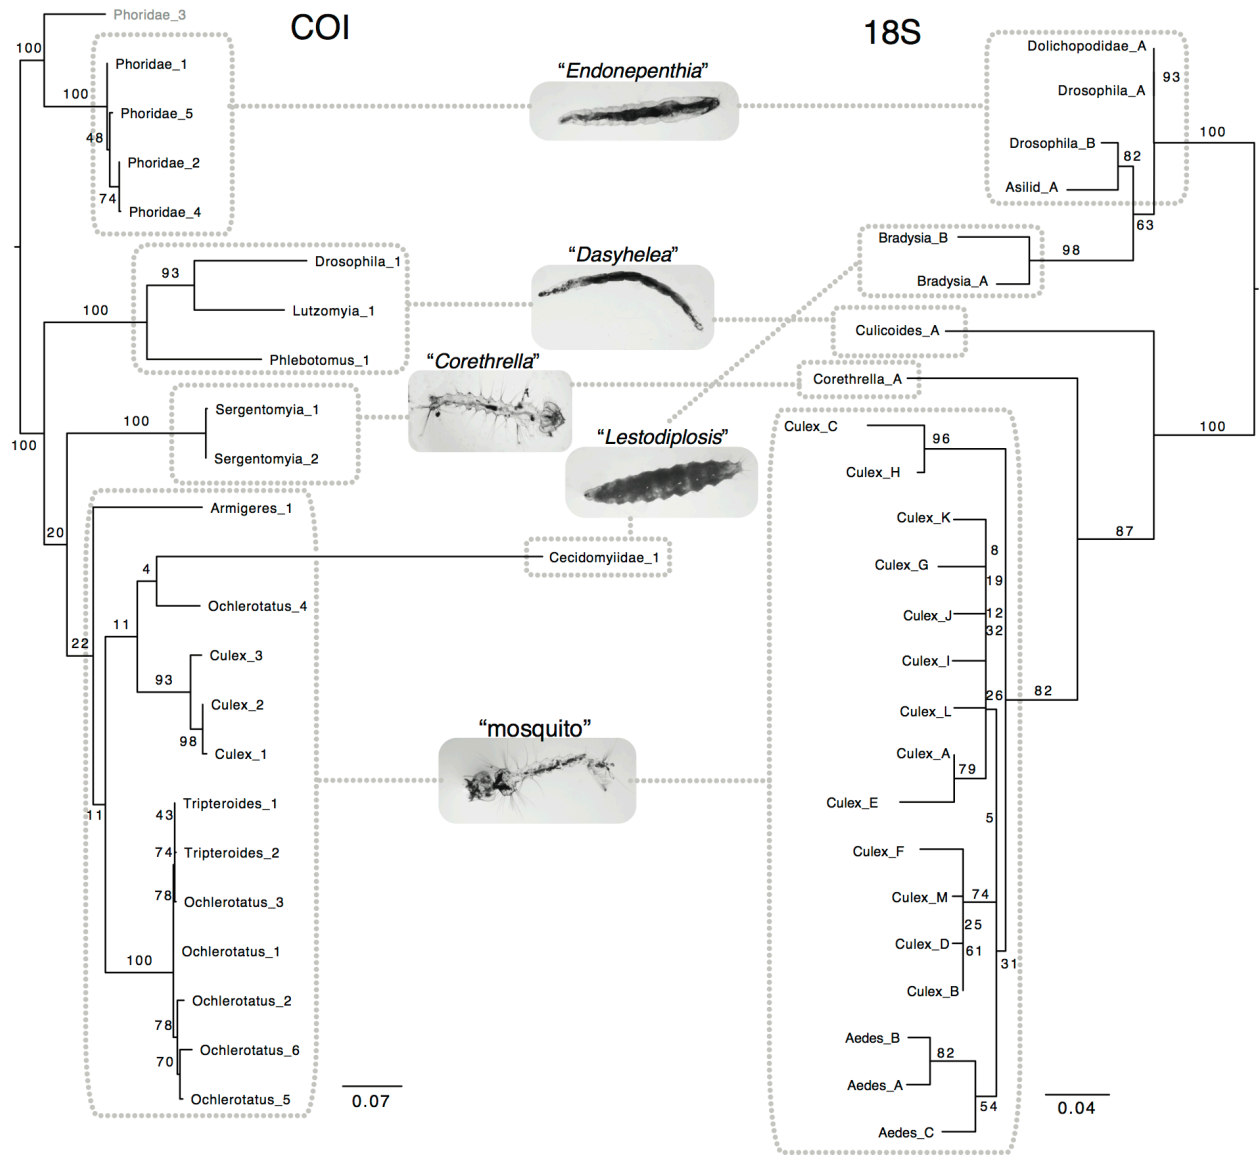 COI
18S
Phoridae_3
100
Phoridae_1
100
Phoridae_5
48
Phoridae_2
74
Phoridae_4
"Endonepenthia"
Dolichopodidae_A
93
Drosophila_A
100
Drosophila_B
82
Asilid_A
63
Bradysia_B
98
Bradysia_A
Drosophila_1
93
Lutzomyia_1
100
Phlebotomus_1
"Dasyhelea"
Culicoides_A
"Corethrella"
Corethrella_A
100
Sergentomyia_1
100
Sergentomyia_2
100
"Lestodiplosis"
20
Armigeres_1
Cecidomyiidae_1
4
Ochlerotatus_4
11
22
Culex_3
93
Culex_2
98
Culex_1
"mosquito"
Tripteroides_1
43
11
74
Tripteroides_2
78
Ochlerotatus_3
Ochlerotatus_1
100
Ochlerotatus_2
78
Ochlerotatus_6
70
Ochlerotatus_5
0.07
Culex_C
96
Culex_H
Culex_K
87
8
Culex_G
19
Culex_J
12
32
Culex_I
26
82
Culex_L
Culex_A
79
Culex_E
5
Culex_F
Culex_M
74
25
Culex_D
61
31
Culex_B
Aedes_B
82
Aedes_A
54
Aedes_C
0.04